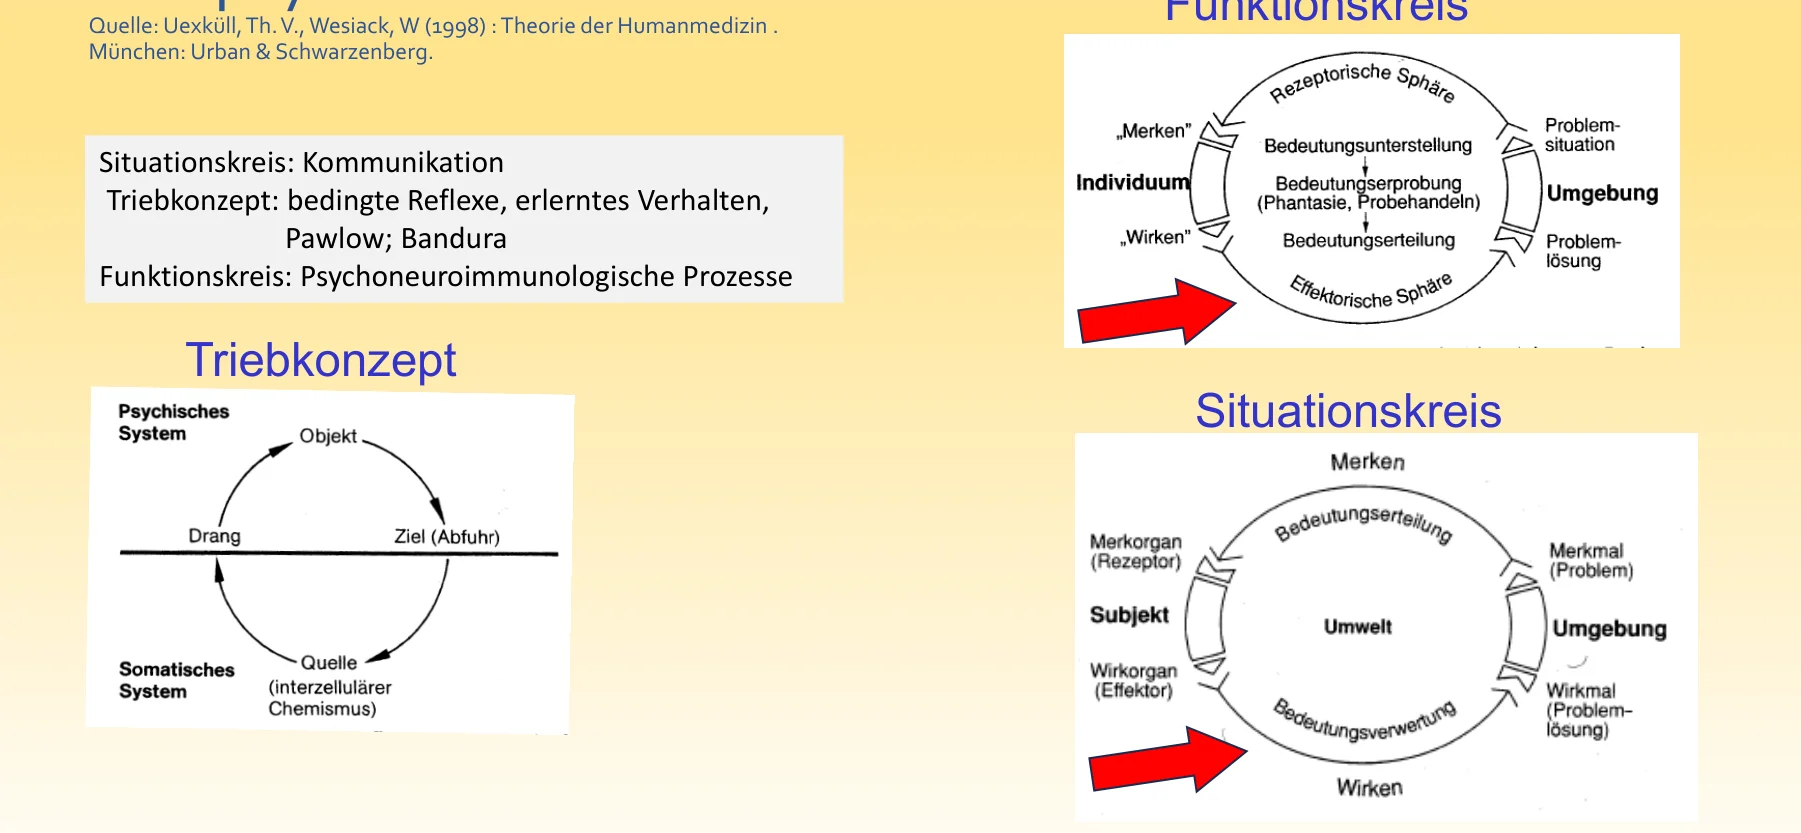 Quelle: Uexküll, Th. V., Wesiack, W (1998) : Theorie der Humanmedizin .
München: Urban & Schwarzenberg.
Situationskreis: Kommunikation
Triebkonzept: bedingte Reflexe, erlerntes Verhalten,
Pawlow; Bandura
Funktionskreis: Psychoneuroimmunologische Prozesse
Triebkonzept
Psychisches
System
Objekt
Drang
Ziel (Abfuhr)
Somatisches
System
Quelle
(interzellulärer
Chemismus)
Funktionskreis
Rezeptorische Sphäre
„Merken”
Problem-
situation
Bedeutungsunterstellung
Individuum
Bedeutungserprobung
(Phantasie, Probehandeln)
Umgebung
„Wirken”
Bedeutungserteilung
Problem-
lösung
Effektorische Sphäre
Situationskreis
Merken
Bedeutungserteilung
Merkorgan
(Rezeptor)
Merkmal
(Problem)
Subjekt
Umwelt
Umgebung
Wirkorgan
(Effektor)
Wirkmal
(Problem-
lösung)
Bedeutungsverwertung
Wirken